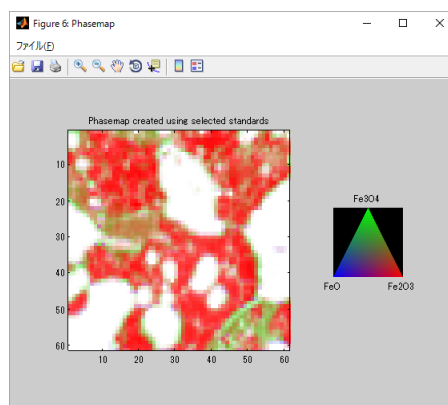 Figure 6: Phasemap
ファイル(F)
Phasemap created using selected standards
10
20
30
40
50
60
10 20 30 40 50 60
Fe3O4
FeO Fe2O3